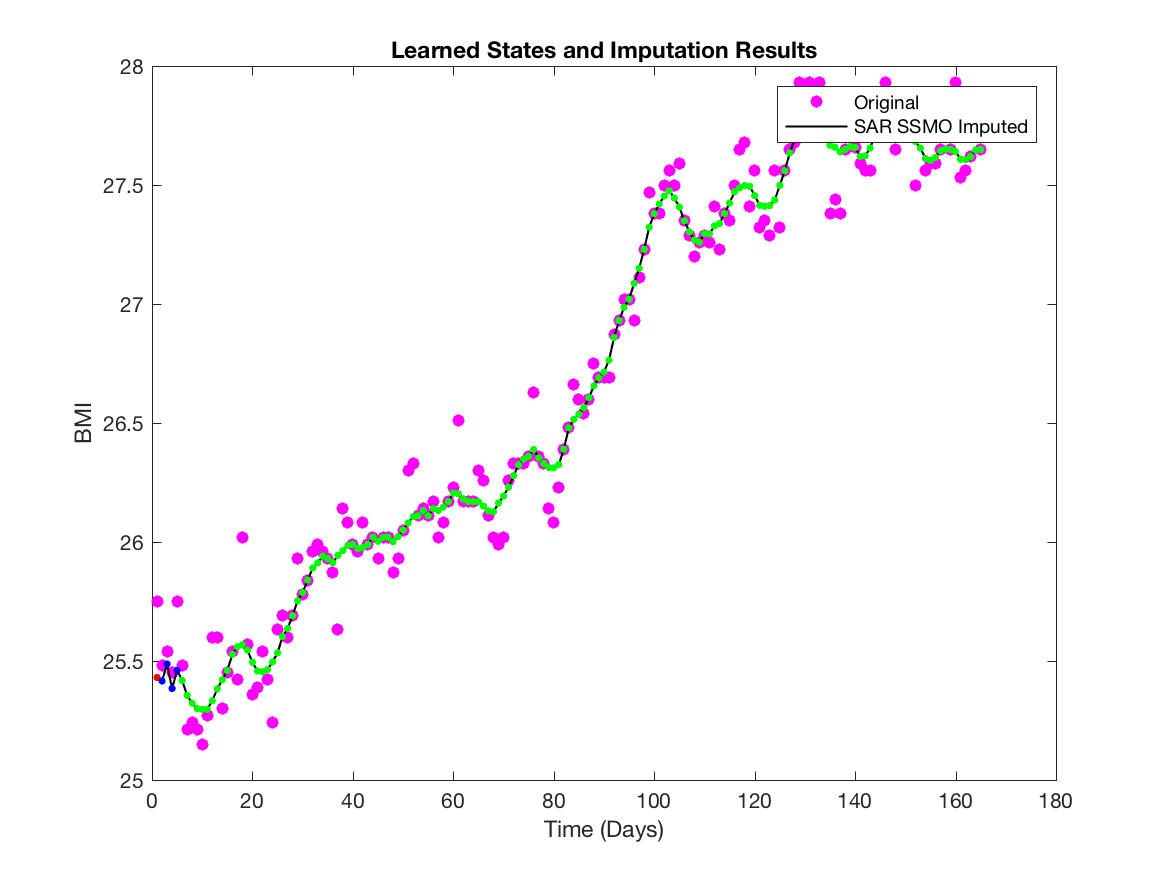 Learned States and Imputation Results
28
27.5
27
26.5
26
25.5
25
BMI
Original
SAR SSMO Imputed
0 20 40 60 80 100 120 140 160 180
Time (Days)